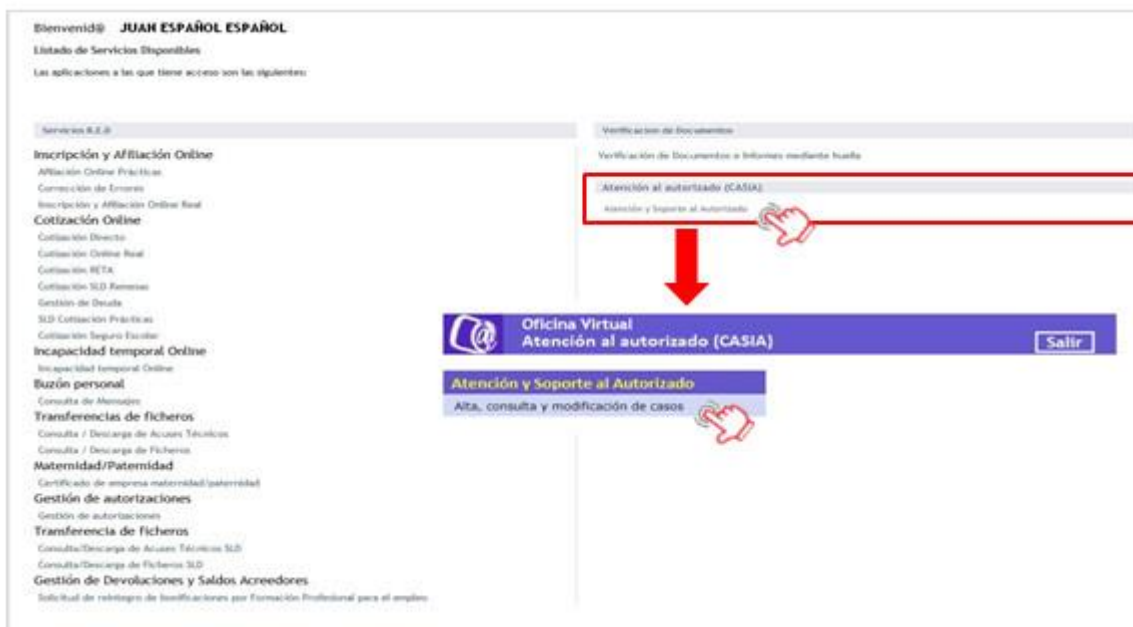 Bienvenid@ JUAN ESPAÑOL ESPAÑOL
Listado de Servicios Disponibles
Las aplicaciones a las que tiene acceso son las siguientes:
Servicios R.E.D
Inscripción y Afiliación Online
Afiliación Online Prácticas
Corrección de Errores
Inscripción y Afiliación Online Real
Cotización Online
Cotización Directo
Cotización Online Real
Cotización RETA
Cotización SLD Remesas
Gestión de Deuda
SLD Cotización Prácticas
Cotización Seguro Escolar
Incapacidad temporal Online
Incapacidad temporal Online
Buzón personal
Consulta de Mensajes
Transferencias de ficheros
Consulta / Descarga de Acuses Técnicos
Consulta / Descarga de Ficheros
Maternidad/Paternidad
Certificado de empresa maternidad/paternidad
Gestión de autorizaciones
Gestión de autorizaciones
Transferencia de ficheros
Consulta/Descarga de Acuses Técnicos SLD
Consulta/Descarga de Ficheros SLD
Gestión de Devoluciones y Saldos Acreedores
Solicitud de reintegro de bonificaciones por Formación Profesional para el empleo
Verificacion de Documentos
Verificación de Documentos e Informes mediante huella
Atención al autorizado (CASIA)
Atención y Soporte al Autorizado
Oficina Virtual
Atención al autorizado (CASIA)
Salir
Atención y Soporte al Autorizado
Alta, consulta y modificación de casos